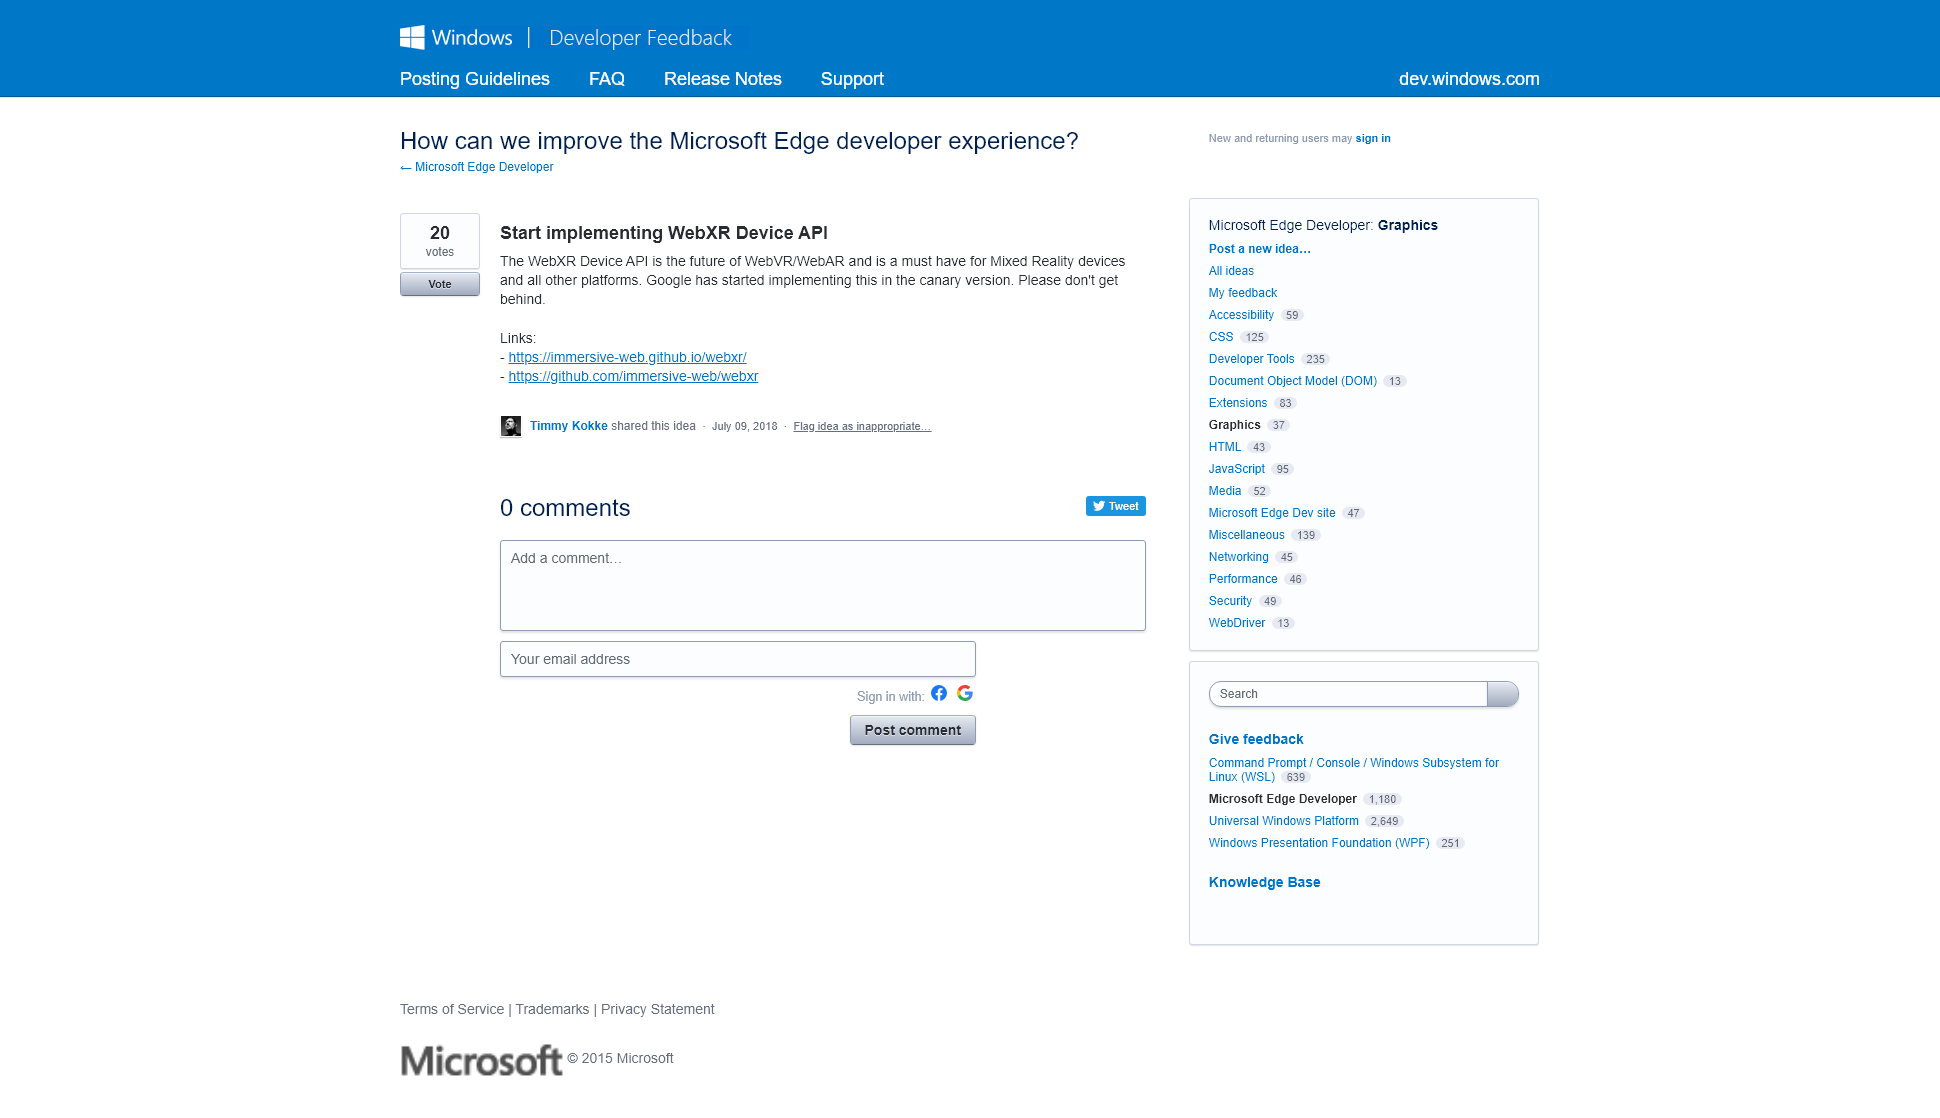 Windows | Developer Feedback
Posting Guidelines FAQ Release Notes Support dev.windows.com
How can we improve the Microsoft Edge developer experience?
← Microsoft Edge Developer
New and returning users may sign in
20
votes
Vote
Start implementing WebXR Device API
The WebXR Device API is the future of WebVR/WebAR and is a must have for Mixed Reality devices
and all other platforms. Google has started implementing this in the canary version. Please don't get
behind.
Links:
- https://immersive-web.github.io/webxr/
- https://github.com/immersive-web/webxr
Timmy Kokke shared this idea · July 09, 2018 · Flag idea as inappropriate…
0 comments
Tweet
Add a comment…
Your email address
Sign in with:
Post comment
Microsoft Edge Developer: Graphics
Post a new idea…
All ideas
My feedback
Accessibility 59
CSS 125
Developer Tools 235
Document Object Model (DOM) 13
Extensions 83
Graphics 37
HTML 43
JavaScript 95
Media 52
Microsoft Edge Dev site 47
Miscellaneous 139
Networking 45
Performance 46
Security 49
WebDriver 13
Search
Give feedback
Command Prompt / Console / Windows Subsystem for
Linux (WSL) 639
Microsoft Edge Developer 1,180
Universal Windows Platform 2,649
Windows Presentation Foundation (WPF) 251
Knowledge Base
Terms of Service | Trademarks | Privacy Statement
Microsoft © 2015 Microsoft